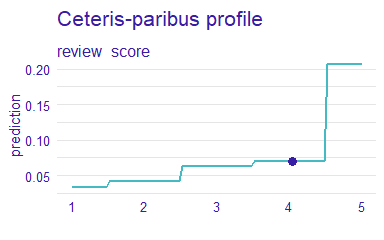 Ceteris-paribus profile
review  score
0.20
0.15
0.10
0.05
prediction
1 2 3 4 5